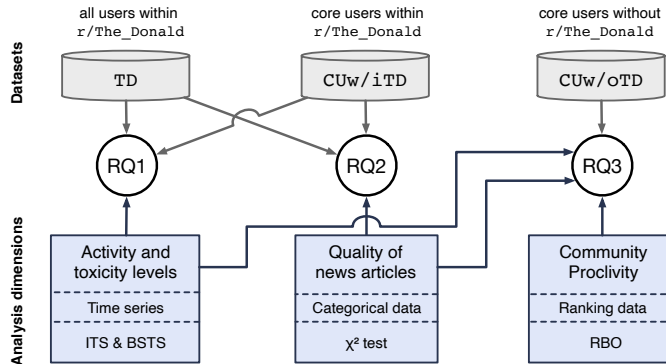 all users within
r/The_Donald
core users within
r/The_Donald
core users without
r/The_Donald
Datasets
TD
CUw/iTD
CUw/oTD
RQ1
RQ2
RQ3
Analysis dimensions
Activity and
toxicity levels
Time series
ITS & BSTS
Quality of
news articles
Categorical data
χ² test
Community
Proclivity
Ranking data
RBO